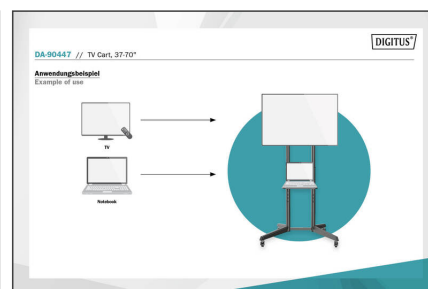 DIGITUS®
DA-90447 // TV Cart, 37-70"
Anwendungsbeispiel
Example of use
TV
Notebook